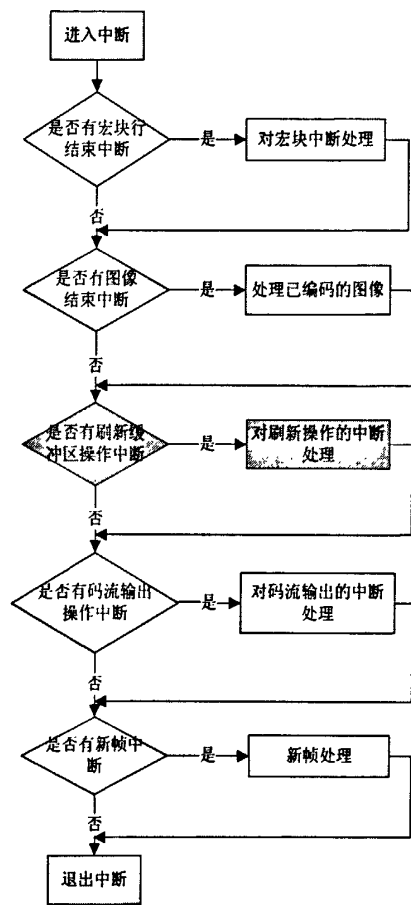 进入中断
是否有宏块行
结束中断
是
对宏块中断处理
否
是否有图像
结束中断
是
处理已编码的图像
否
是否有刷新缓
冲区操作中断
是
对刷新操作的中断
处理
否
是否有码流输出
操作中断
是
对码流输出的中断
处理
否
是否有新帧中
断
是
新帧处理
否
退出中断